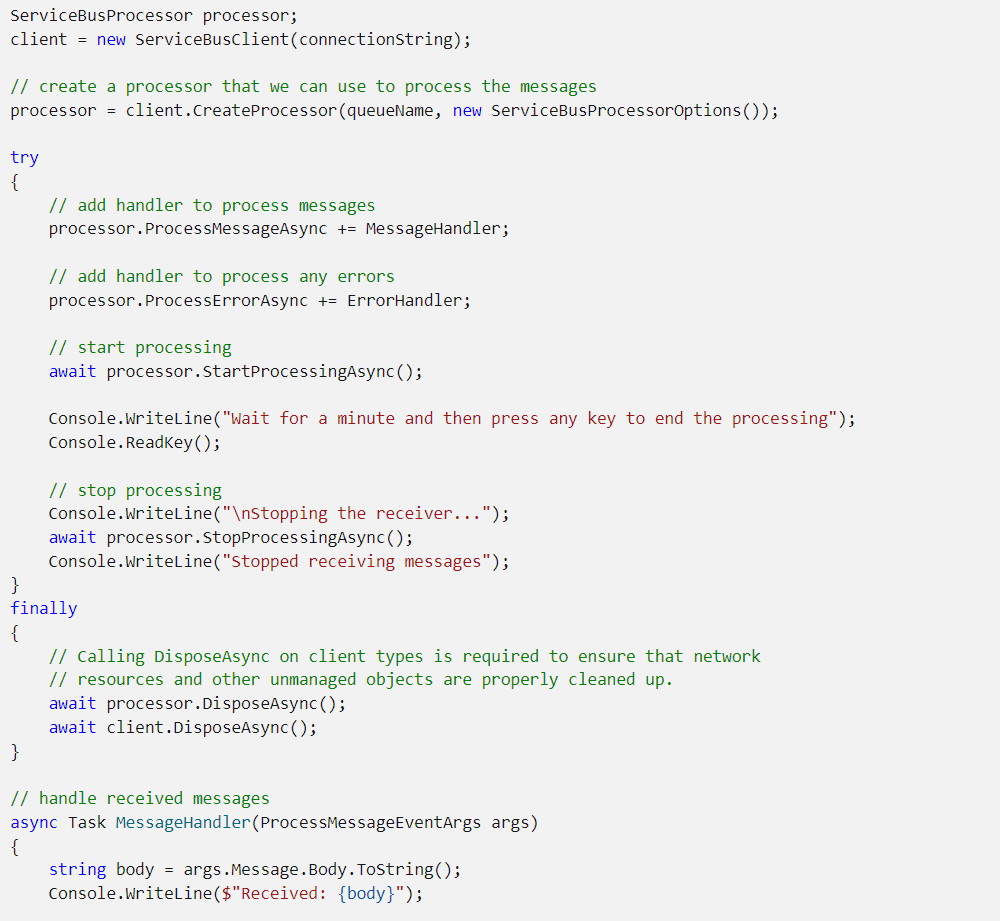 ServiceBusProcessor processor;
client = new ServiceBusClient(connectionString);

// create a processor that we can use to process the messages
processor = client.CreateProcessor(queueName, new ServiceBusProcessorOptions());

try
{
    // add handler to process messages
    processor.ProcessMessageAsync += MessageHandler;

    // add handler to process any errors
    processor.ProcessErrorAsync += ErrorHandler;

    // start processing
    await processor.StartProcessingAsync();

    Console.WriteLine("Wait for a minute and then press any key to end the processing");
    Console.ReadKey();

    // stop processing
    Console.WriteLine("\nStopping the receiver...");
    await processor.StopProcessingAsync();
    Console.WriteLine("Stopped receiving messages");
}
finally
{
    // Calling DisposeAsync on client types is required to ensure that network
    // resources and other unmanaged objects are properly cleaned up.
    await processor.DisposeAsync();
    await client.DisposeAsync();
}

// handle received messages
async Task MessageHandler(ProcessMessageEventArgs args)
{
    string body = args.Message.Body.ToString();
    Console.WriteLine($"Received: {body}");